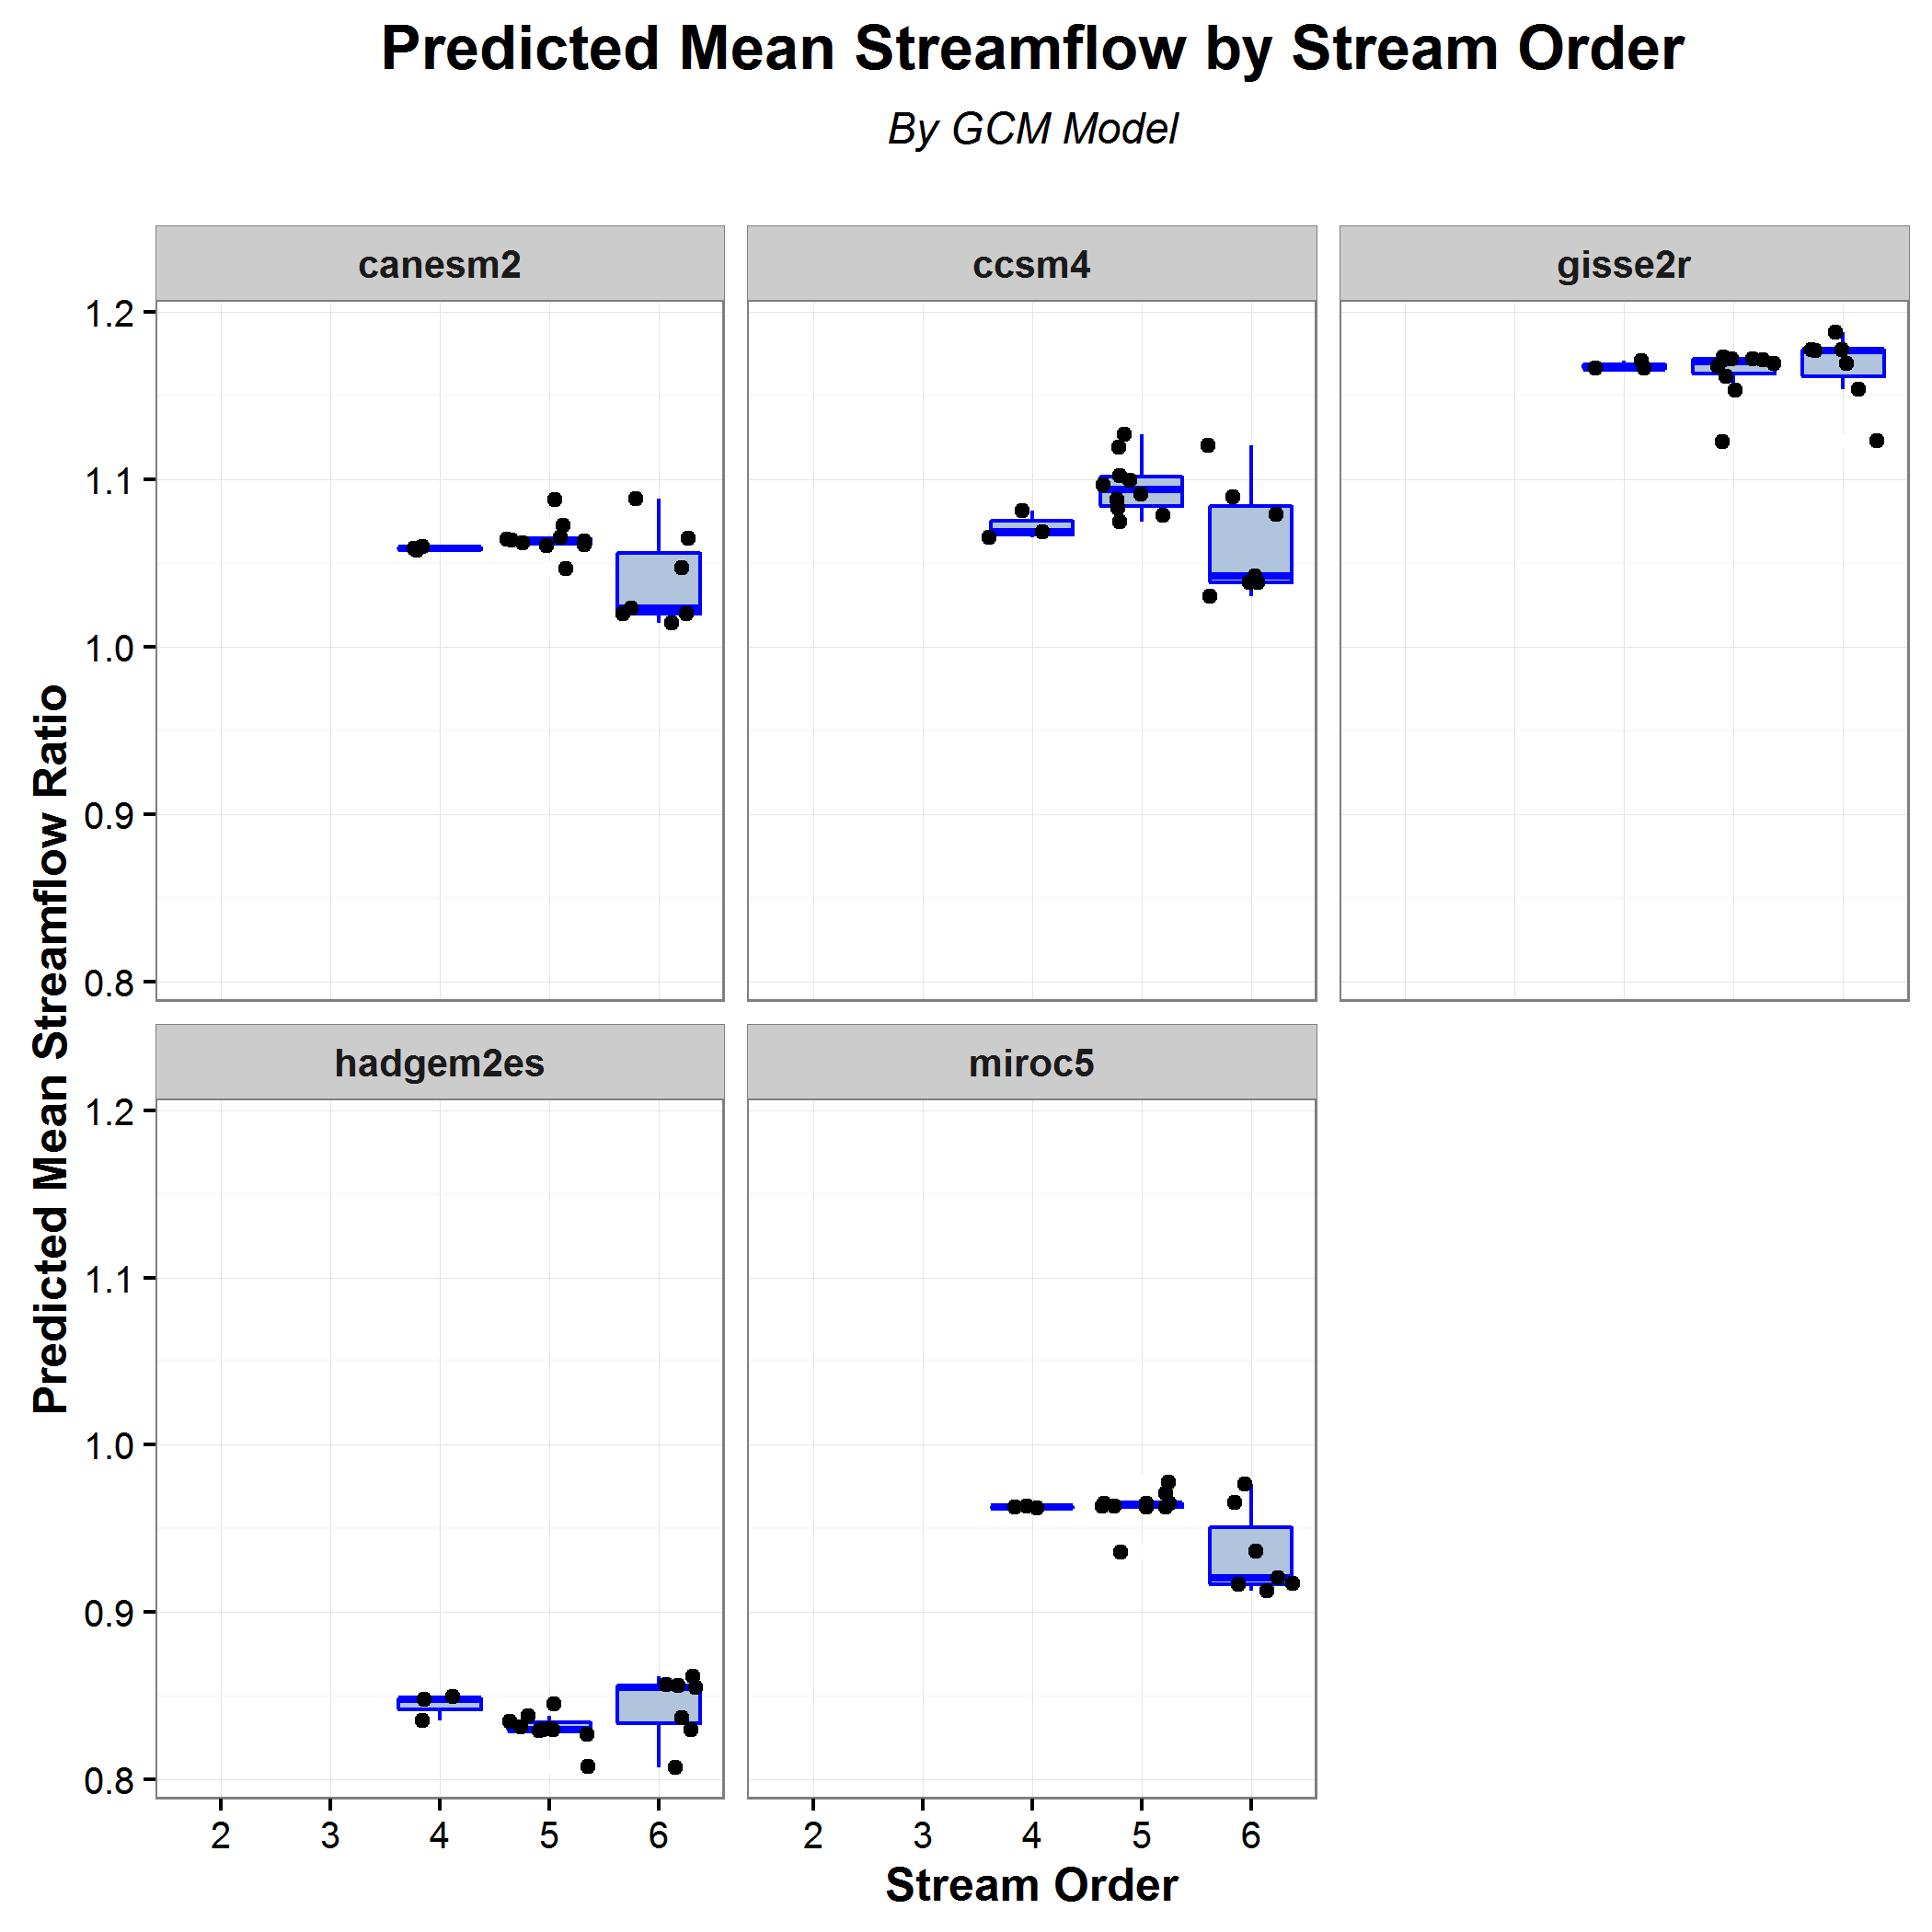 Predicted Mean Streamflow by Stream Order
By GCM Model
canesm2
ccsm4
gisse2r
1.2
1.1
1.0
0.9
0.8
Predicted Mean Streamflow Ratio
hadgem2es
miroc5
1.2
1.1
1.0
0.9
0.8
2 3 4 5 6
2 3 4 5 6
Stream Order